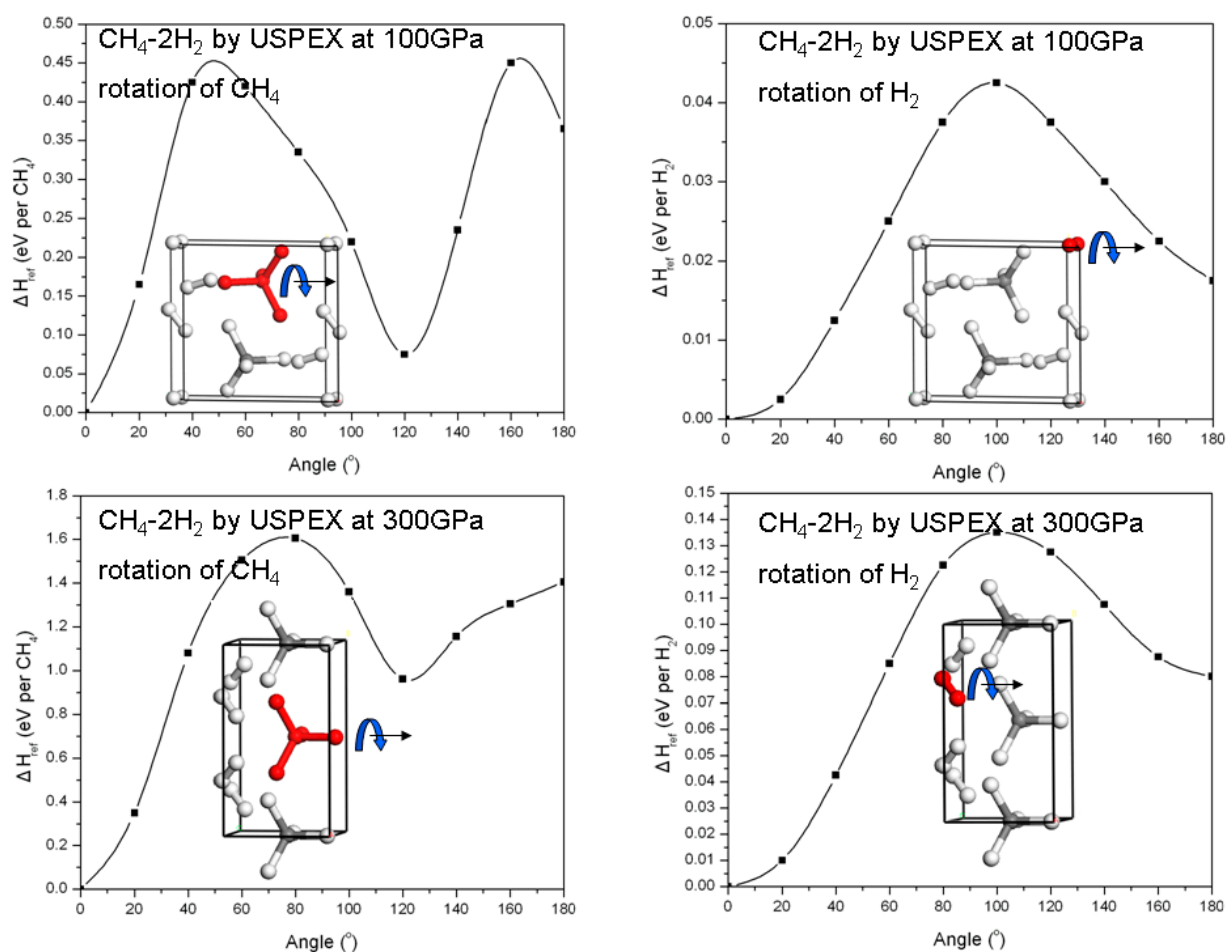 CH₄-2H₂ by USPEX at 100GPa
rotation of CH₄
Δ H_ref (eV per CH₄)
0.50
0.45
0.40
0.35
0.30
0.25
0.20
0.15
0.10
0.05
0.00
0 20 40 60 80 100 120 140 160 180
Angle (°)
CH₄-2H₂ by USPEX at 100GPa
rotation of H₂
Δ H_ref (eV per H₂)
0.05
0.04
0.03
0.02
0.01
0.00
0 20 40 60 80 100 120 140 160 180
Angle (°)
CH₄-2H₂ by USPEX at 300GPa
rotation of CH₄
Δ H_ref (eV per CH₄)
1.8
1.6
1.4
1.2
1.0
0.8
0.6
0.4
0.2
0.0
0 20 40 60 80 100 120 140 160 180
Angle (°)
CH₄-2H₂ by USPEX at 300GPa
rotation of H₂
Δ H_ref (eV per H₂)
0.15
0.14
0.13
0.12
0.11
0.10
0.09
0.08
0.07
0.06
0.05
0.04
0.03
0.02
0.01
0.00
0 20 40 60 80 100 120 140 160 180
Angle (°)